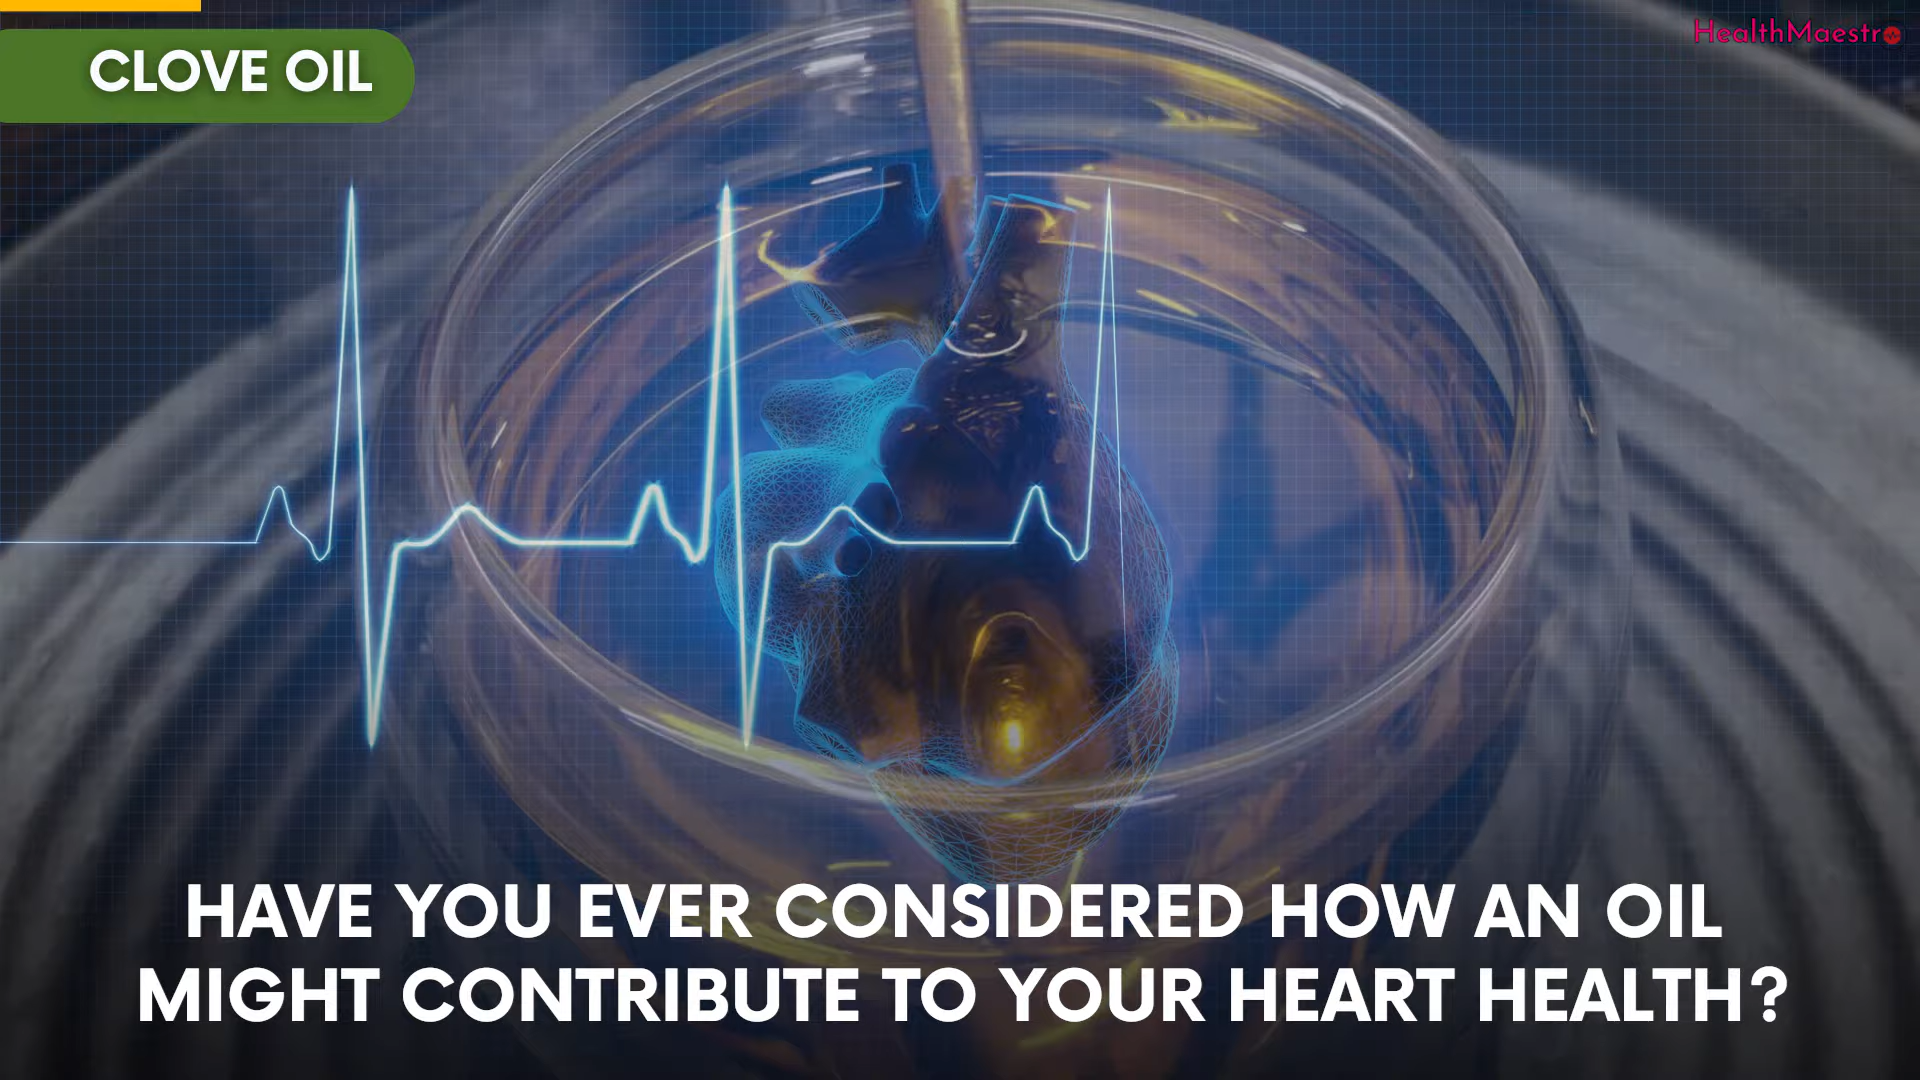 CLOVE OIL
HealthMaestro
HAVE YOU EVER CONSIDERED HOW AN OIL
MIGHT CONTRIBUTE TO YOUR HEART HEALTH?